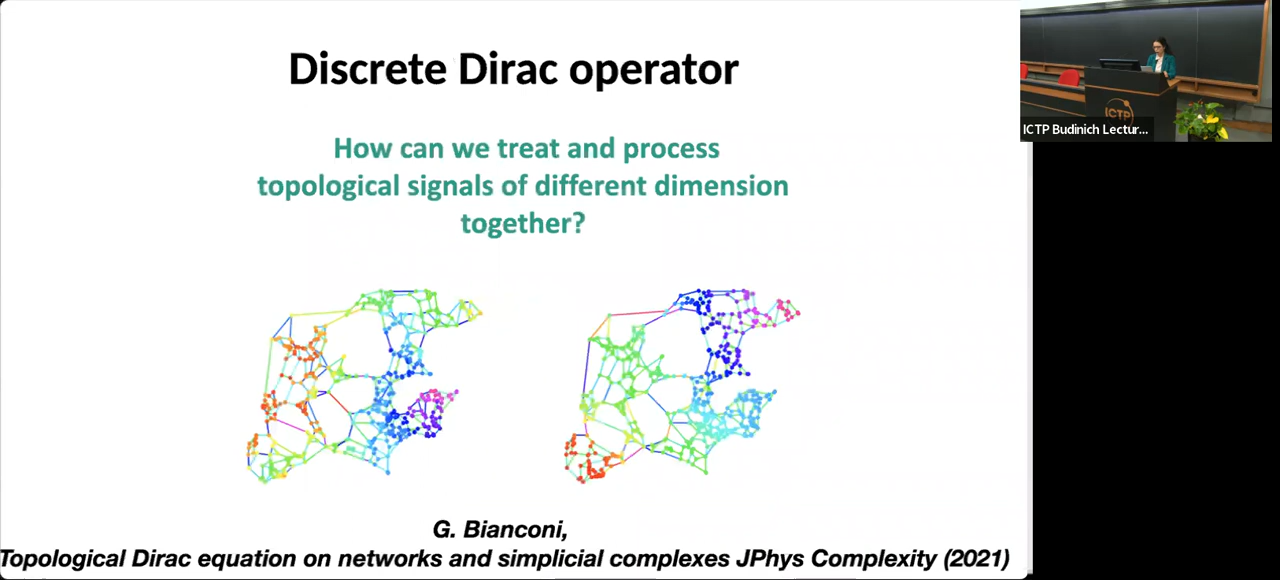 Discrete Dirac operator
How can we treat and process
topological signals of different dimension
together?
G. Bianconi,
Topological Dirac equation on networks and simplicial complexes JPhys Complexity (2021)
ICTP
ICTP Budinich Lectur...